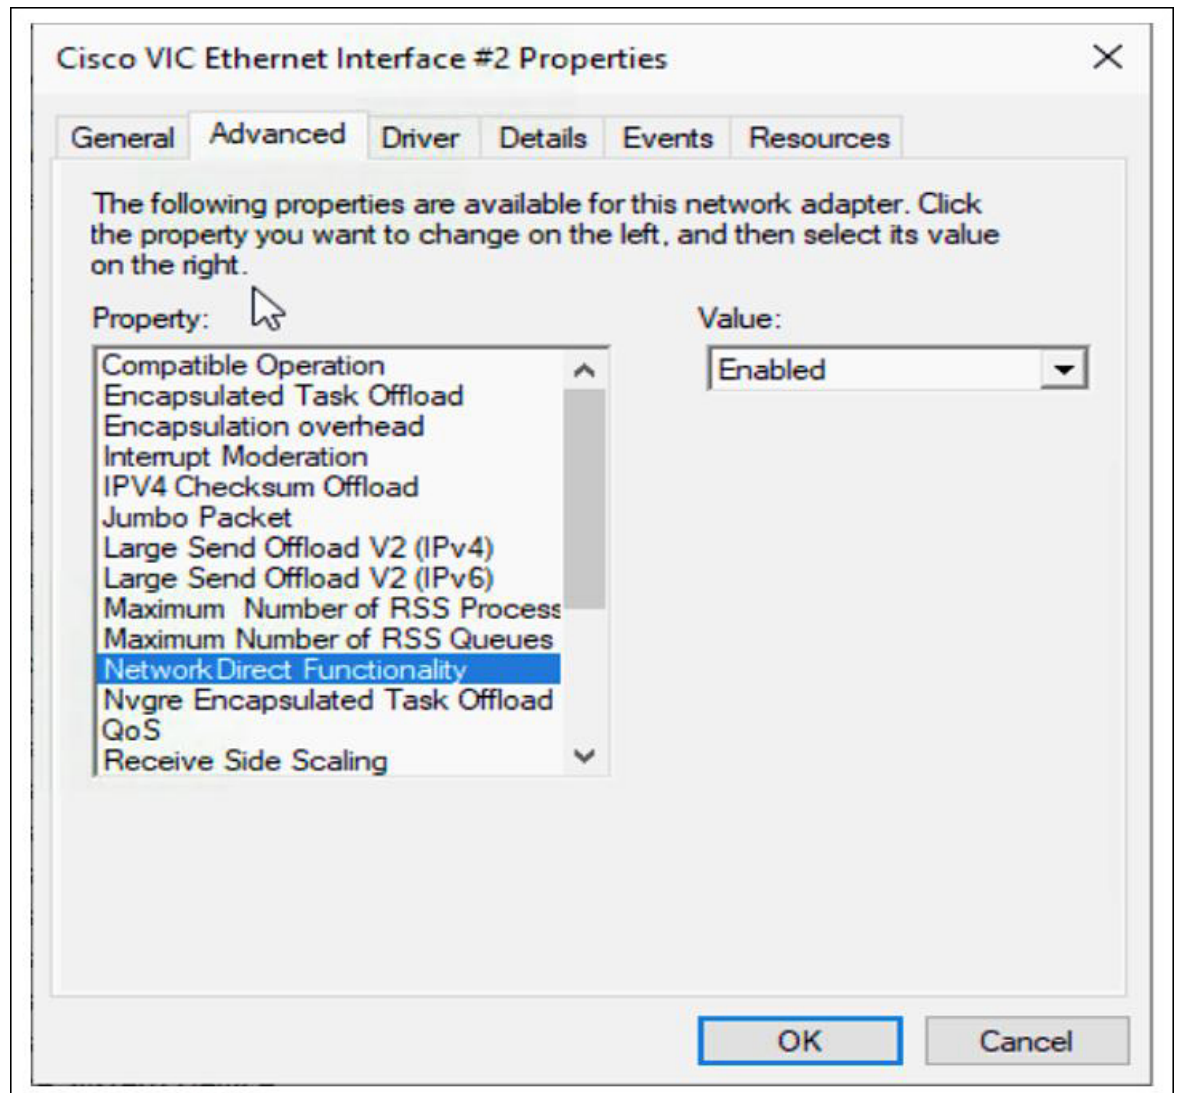 Cisco VIC Ethernet Interface #2 Properties
General Advanced Driver Details Events Resources
The following properties are available for this network adapter. Click
the property you want to change on the left, and then select its value
on the right.
Property:
Value:
Compatible Operation
Encapsulated Task Offload
Encapsulation overhead
Interrupt Moderation
IPV4 Checksum Offload
Jumbo Packet
Large Send Offload V2 (IPv4)
Large Send Offload V2 (IPv6)
Maximum Number of RSS Process
Maximum Number of RSS Queues
NetworkDirect Functionality
Nvgre Encapsulated Task Offload
QoS
Receive Side Scaling
Enabled
OK Cancel